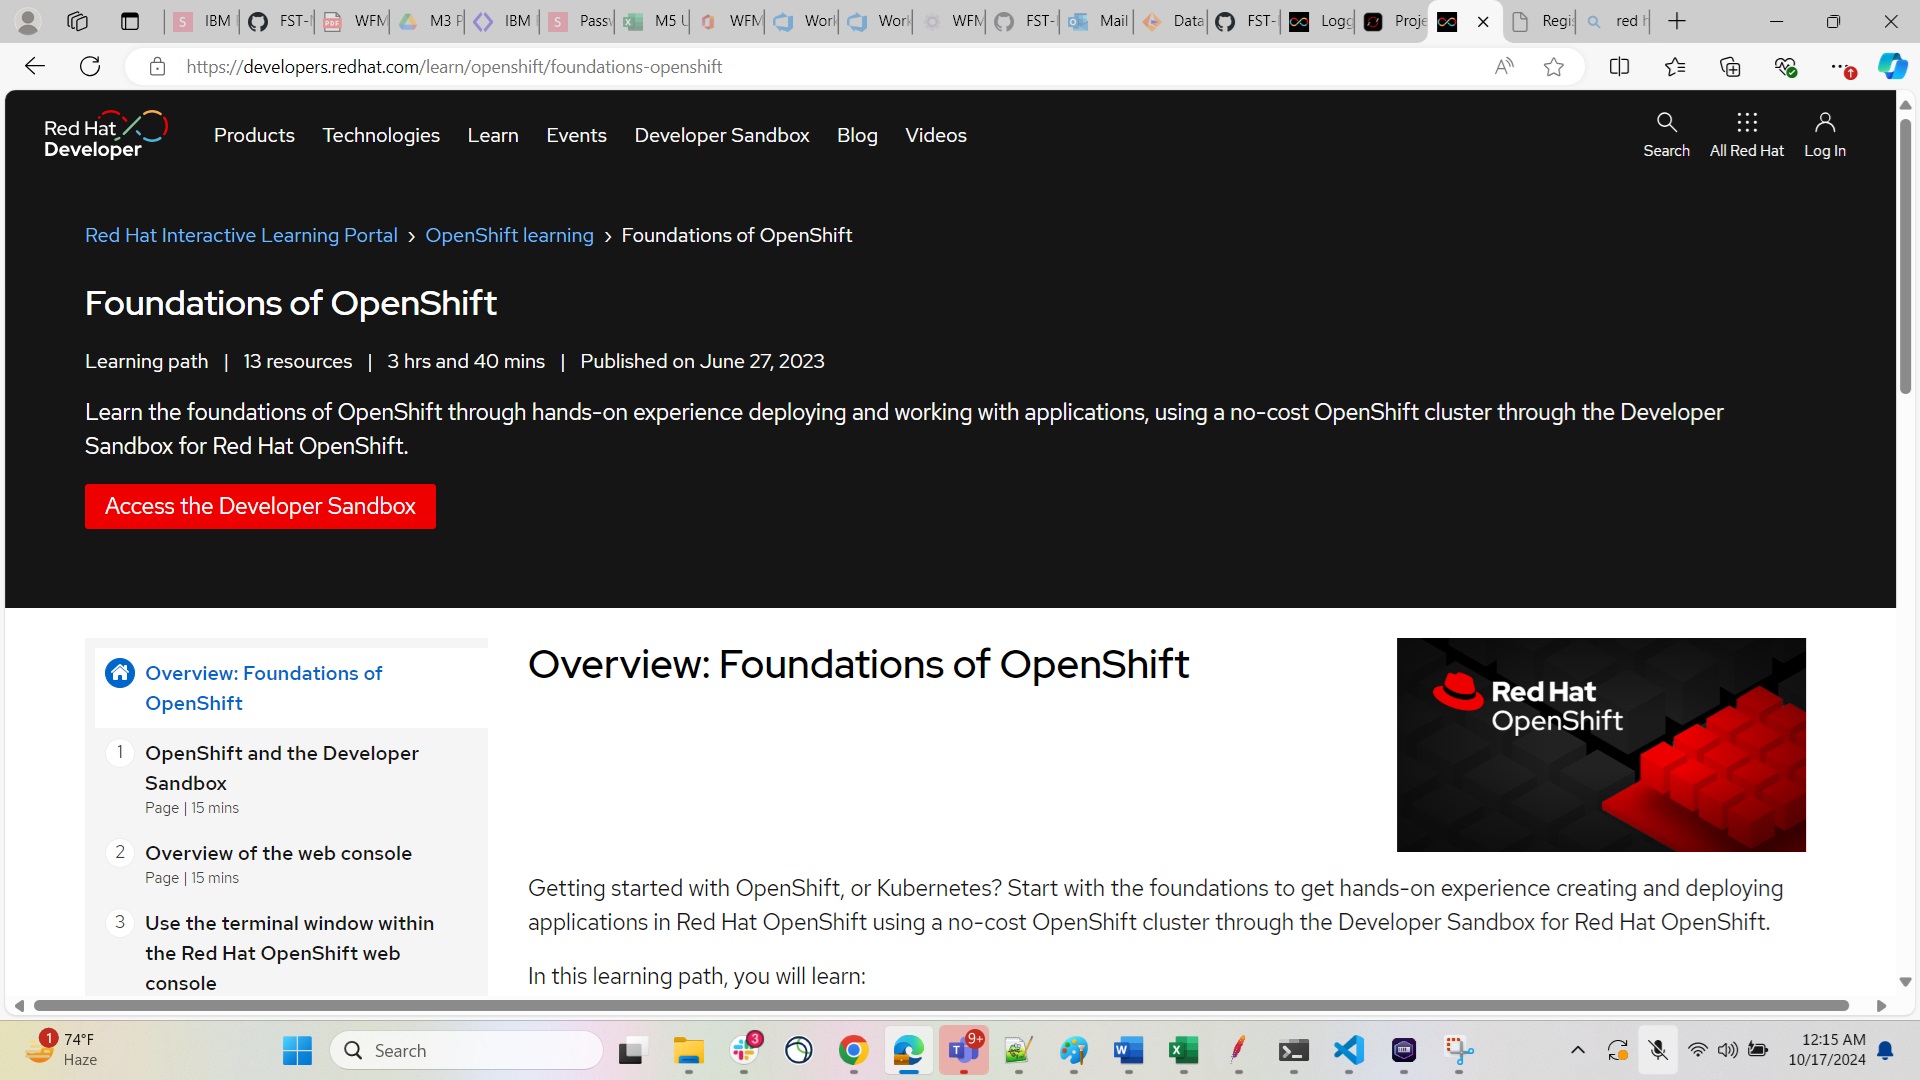 IBM
FST-
WFM
M3 P
IBM
Pass
M5 U
WFM
Work
Work
WFM
FST-
Mail
Data
FST-
Logg
Proje
Regis
red h
https://developers.redhat.com/learn/openshift/foundations-openshift
Red Hat
Developer
Products
Technologies
Learn
Events
Developer Sandbox
Blog
Videos
Search
All Red Hat
Log In
Red Hat Interactive Learning Portal › OpenShift learning › Foundations of OpenShift
Foundations of OpenShift
Learning path | 13 resources | 3 hrs and 40 mins | Published on June 27, 2023
Learn the foundations of OpenShift through hands-on experience deploying and working with applications, using a no-cost OpenShift cluster through the Developer
Sandbox for Red Hat OpenShift.
Access the Developer Sandbox
Overview: Foundations of
OpenShift
1 OpenShift and the Developer
Sandbox
Page | 15 mins
2 Overview of the web console
Page | 15 mins
3 Use the terminal window within
the Red Hat OpenShift web
console
Overview: Foundations of OpenShift
Red Hat
OpenShift
Getting started with OpenShift, or Kubernetes? Start with the foundations to get hands-on experience creating and deploying
applications in Red Hat OpenShift using a no-cost OpenShift cluster through the Developer Sandbox for Red Hat OpenShift.
In this learning path, you will learn:
1
74°F
Haze
Search
3
9+
12:15 AM
10/17/2024